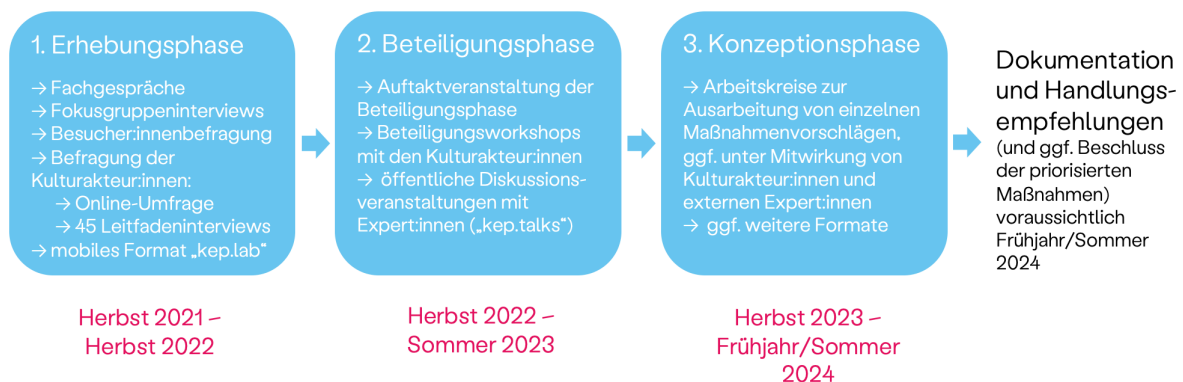 1. Erhebungsphase
→ Fachgespräche
→ Fokusgruppeninterviews
→ Besucher:innenbefragung
→ Befragung der
Kulturakteur:innen:
→ Online-Umfrage
→ 45 Leitfadeninterviews
→ mobiles Format „kep.lab“
Herbst 2021 –
Herbst 2022
2. Beteiligungsphase
→ Auftaktveranstaltung der
Beteiligungsphase
→ Beteiligungsworkshops
mit den Kulturakteur:innen
→ öffentliche Diskussions-
veranstaltungen mit
Expert:innen („kep.talks“)
Herbst 2022 –
Sommer 2023
3. Konzeptionsphase
→ Arbeitskreise zur
Ausarbeitung von einzelnen
Maßnahmenvorschlägen,
ggf. unter Mitwirkung von
Kulturakteur:innen und
externen Expert:innen
→ ggf. weitere Formate
Herbst 2023 –
Frühjahr/Sommer
2024
Dokumentation
und Handlungs-
empfehlungen
(und ggf. Beschluss
der priorisierten
Maßnahmen)
voraussichtlich
Frühjahr/Sommer
2024